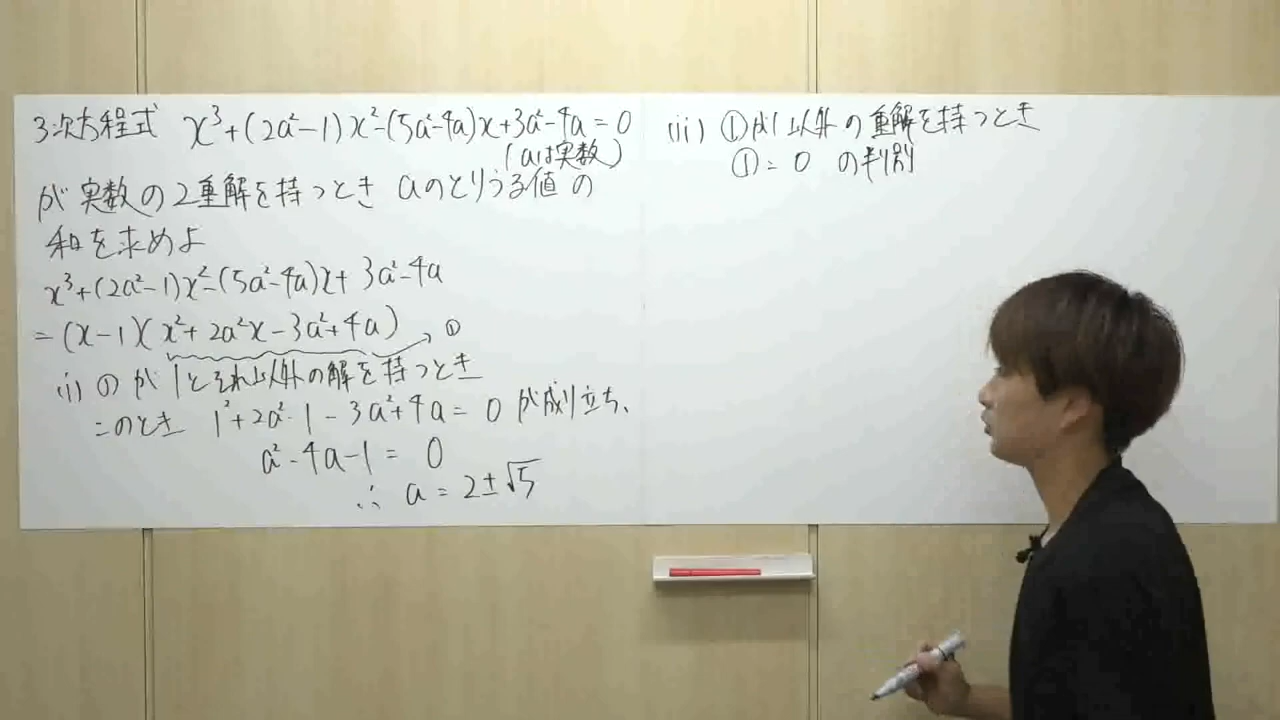 3次方程式 x³+(2a²-1)x²-(5a²-4a)x+3a²-4a=0
(aは実数)
が実数の2重解を持つとき aのとりうる値の
和を求めよ
x³+(2a²-1)x²-(5a²-4a)x+3a²-4a
=(x-1)(x²+2a²x-3a²+4a) → ①
(i) ①が1とそれ以外の解を持つとき
このとき 1²+2a²・1-3a²+4a=0 が成り立ち、
a²-4a-1=0
∴ a=2±√5
(ii) ①が1以外の重解を持つとき
①=0 の判別